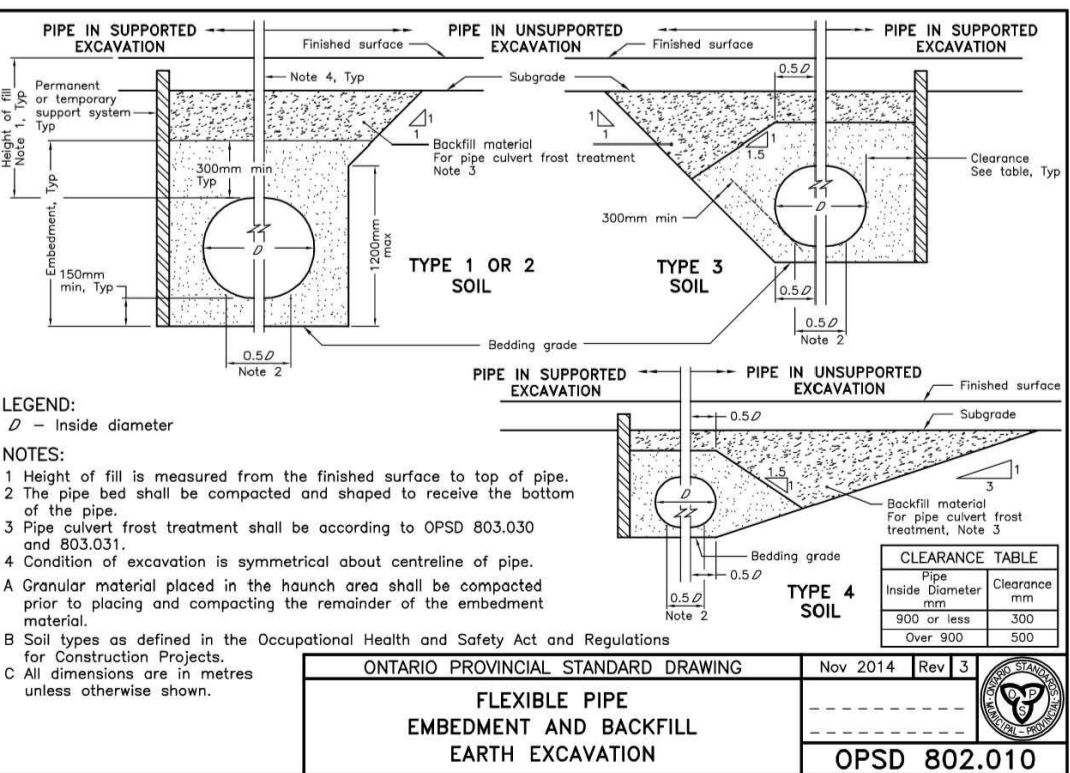 PIPE IN SUPPORTED
EXCAVATION
PIPE IN UNSUPPORTED
EXCAVATION
PIPE IN SUPPORTED
EXCAVATION
Finished surface
Finished surface
Height of fill
Note 1, Typ
Permanent
or temporary
support system
Typ
Note 4, Typ
Subgrade
0.5D
1
1
1
1
Backfill material
For pipe culvert frost treatment
Note 3
1
1.5
Clearance
See table, Typ
300mm min
Typ
300mm min
Embedment, Typ
D
D
1200mm
max
150mm
min, Typ
TYPE 1 OR 2
SOIL
TYPE 3
SOIL
0.5D
0.5D
Note 2
0.5D
Note 2
Bedding grade
PIPE IN SUPPORTED
EXCAVATION
PIPE IN UNSUPPORTED
EXCAVATION
Finished surface
Subgrade
0.5D
1.5
1
1
3
D
Backfill material
For pipe culvert frost
treatment, Note 3
Bedding grade
0.5D
0.5D
Note 2
TYPE 4
SOIL
CLEARANCE TABLE
Pipe
Inside Diameter
mm
Clearance
mm
900 or less 300
Over 900 500
LEGEND:
D – Inside diameter
NOTES:
1 Height of fill is measured from the finished surface to top of pipe.
2 The pipe bed shall be compacted and shaped to receive the bottom
of the pipe.
3 Pipe culvert frost treatment shall be according to OPSD 803.030
and 803.031.
4 Condition of excavation is symmetrical about centreline of pipe.
A Granular material placed in the haunch area shall be compacted
prior to placing and compacting the remainder of the embedment
material.
B Soil types as defined in the Occupational Health and Safety Act and Regulations
for Construction Projects.
C All dimensions are in metres
unless otherwise shown.
ONTARIO PROVINCIAL STANDARD DRAWING
Nov 2014 Rev 3
FLEXIBLE PIPE
EMBEDMENT AND BACKFILL
EARTH EXCAVATION
ONTARIO STANDARDS
MUNICIPAL – PROVINCIAL
O P
S
OPSD 802.010